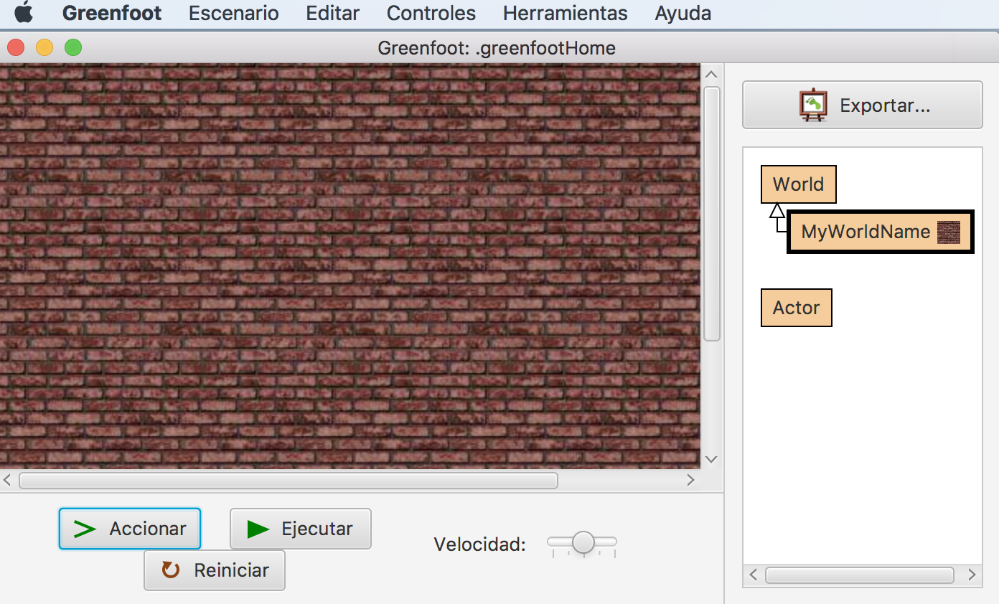 Greenfoot Escenario Editar Controles Herramientas Ayuda
Greenfoot: .greenfootHome
Exportar...
World
MyWorldName
Actor
Accionar
Ejecutar
Velocidad:
Reiniciar